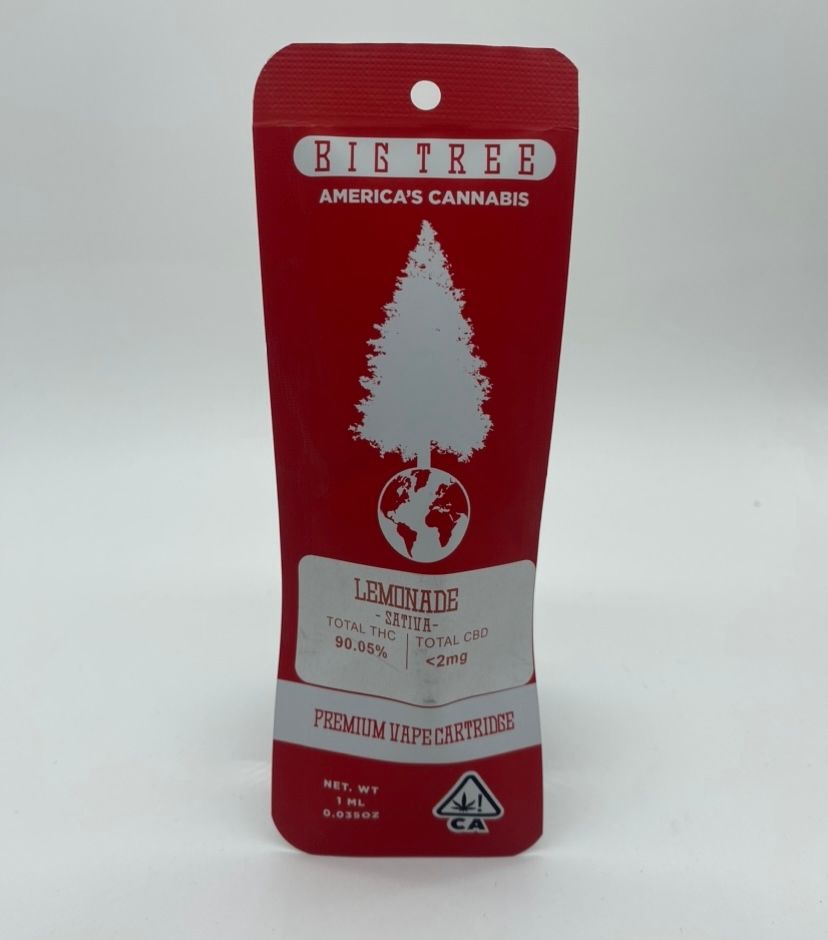 BIG TREE
AMERICA'S CANNABIS
LEMONADE
- SATIVA-
TOTAL THC | TOTAL CBD
90.05% | <2mg
PREMIUM VAPE CARTRIDGE
NET. WT
1 ML
0.035OZ
!
CA